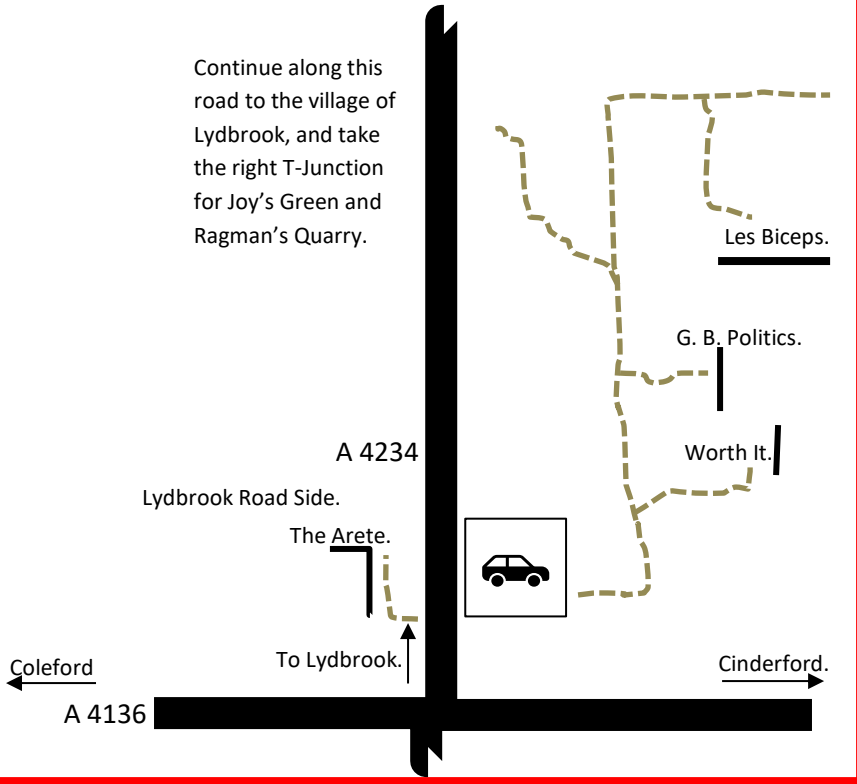 Continue along this
road to the village of
Lydbrook, and take
the right T-Junction
for Joy's Green and
Ragman's Quarry.
Les Biceps.
G. B. Politics.
A 4234
Worth It.
Lydbrook Road Side.
The Arete.
To Lydbrook.
Coleford
Cinderford.
A 4136